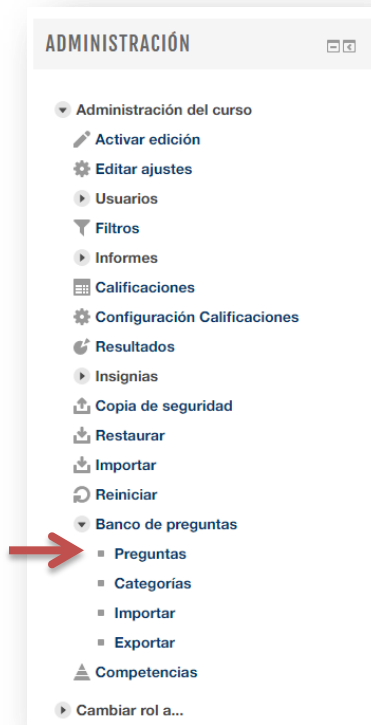 ADMINISTRACIÓN
Administración del curso
Activar edición
Editar ajustes
Usuarios
Filtros
Informes
Calificaciones
Configuración Calificaciones
Resultados
Insignias
Copia de seguridad
Restaurar
Importar
Reiniciar
Banco de preguntas
Preguntas
Categorías
Importar
Exportar
Competencias
Cambiar rol a...